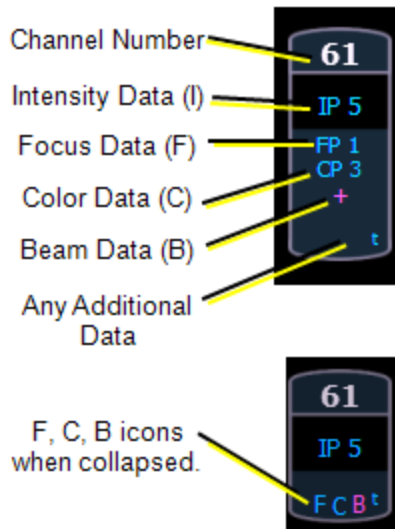 Channel Number
61
Intensity Data (I)
IP 5
Focus Data (F)
FP 1
Color Data (C)
CP 3
Beam Data (B)
+
Any Additional
Data
t
61
IP 5
F, C, B icons
when collapsed.
F C B t